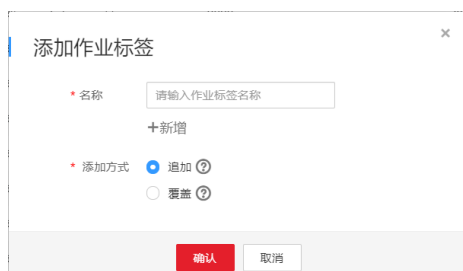 添加作业标签
* 名称 请输入作业标签名称
+新增
* 添加方式 追加 ?
覆盖 ?
确认 取消